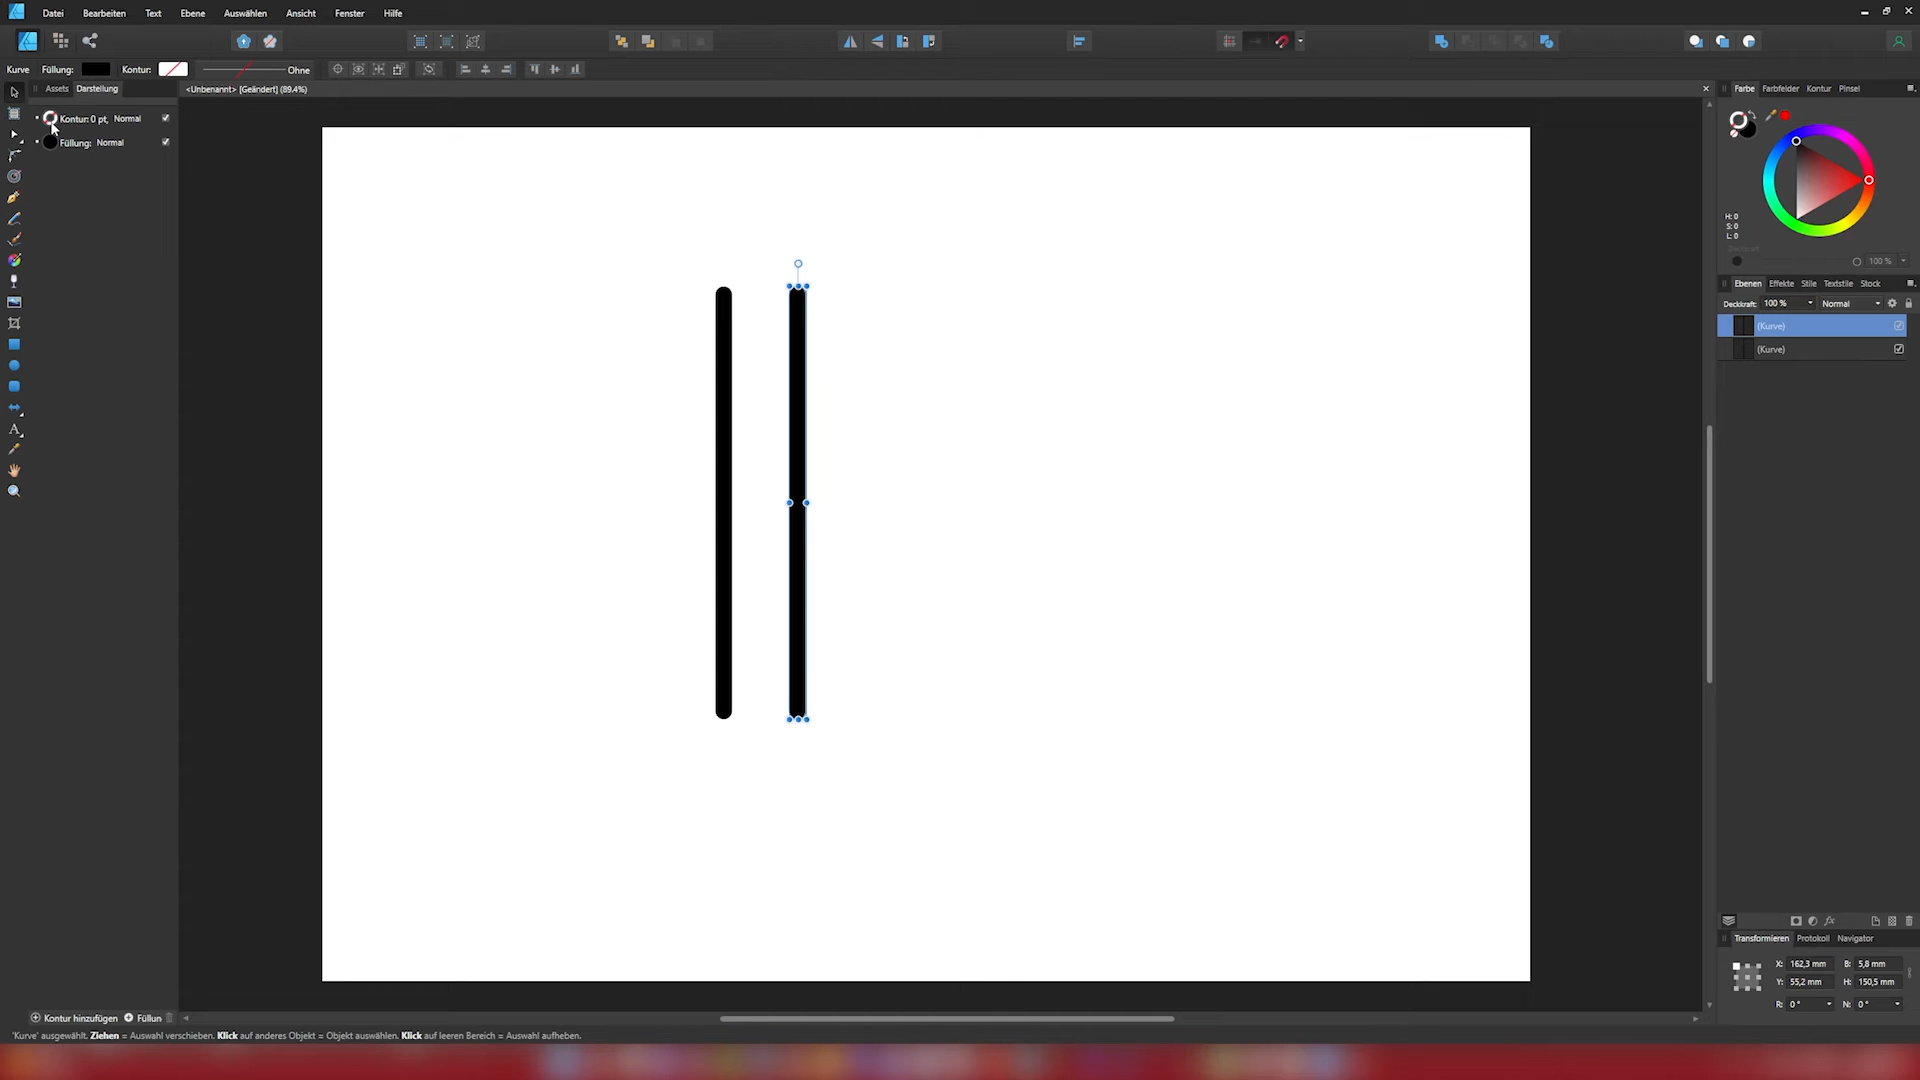 Datei Bearbeiten Text Ebene Auswählen Ansicht Fenster Hilfe
Kurve Füllung: Kontur: Ohne
Assets Darstellung
<Unbenannt> [Geändert] (89.4%)
Farbe Farbfelder Kontur Pinsel
Kontur: 0 pt, Normal
Füllung: Normal
H: 0
S: 0
L: 0
Deckkraft
100 %
Ebenen Effekte Stile Textstile Stock
Deckkraft: 100 % Normal
(Kurve)
(Kurve)
fx
Transformieren Protokoll Navigator
X: 162,3 mm B: 5,8 mm
Y: 55,2 mm H: 150,5 mm
R: 0 ° N: 0 °
Kontur hinzufügen Füllun
'Kurve' ausgewählt. Ziehen = Auswahl verschieben. Klick auf anderes Objekt = Objekt auswählen. Klick auf leeren Bereich = Auswahl aufheben.